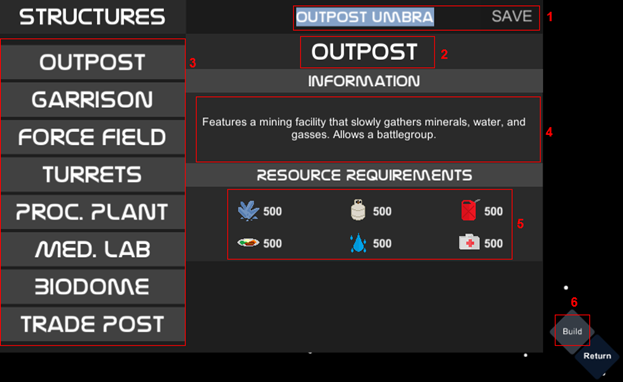 STRUCTURES
OUTPOST UMBRA
SAVE
1
OUTPOST
2
INFORMATION
3
OUTPOST
GARRISON
FORCE FIELD
TURRETS
PROC. PLANT
MED. LAB
BIODOME
TRADE POST
Features a mining facility that slowly gathers minerals, water, and
gasses. Allows a battlegroup.
4
RESOURCE REQUIREMENTS
500
500
500
500
500
500
5
6
Build
Return